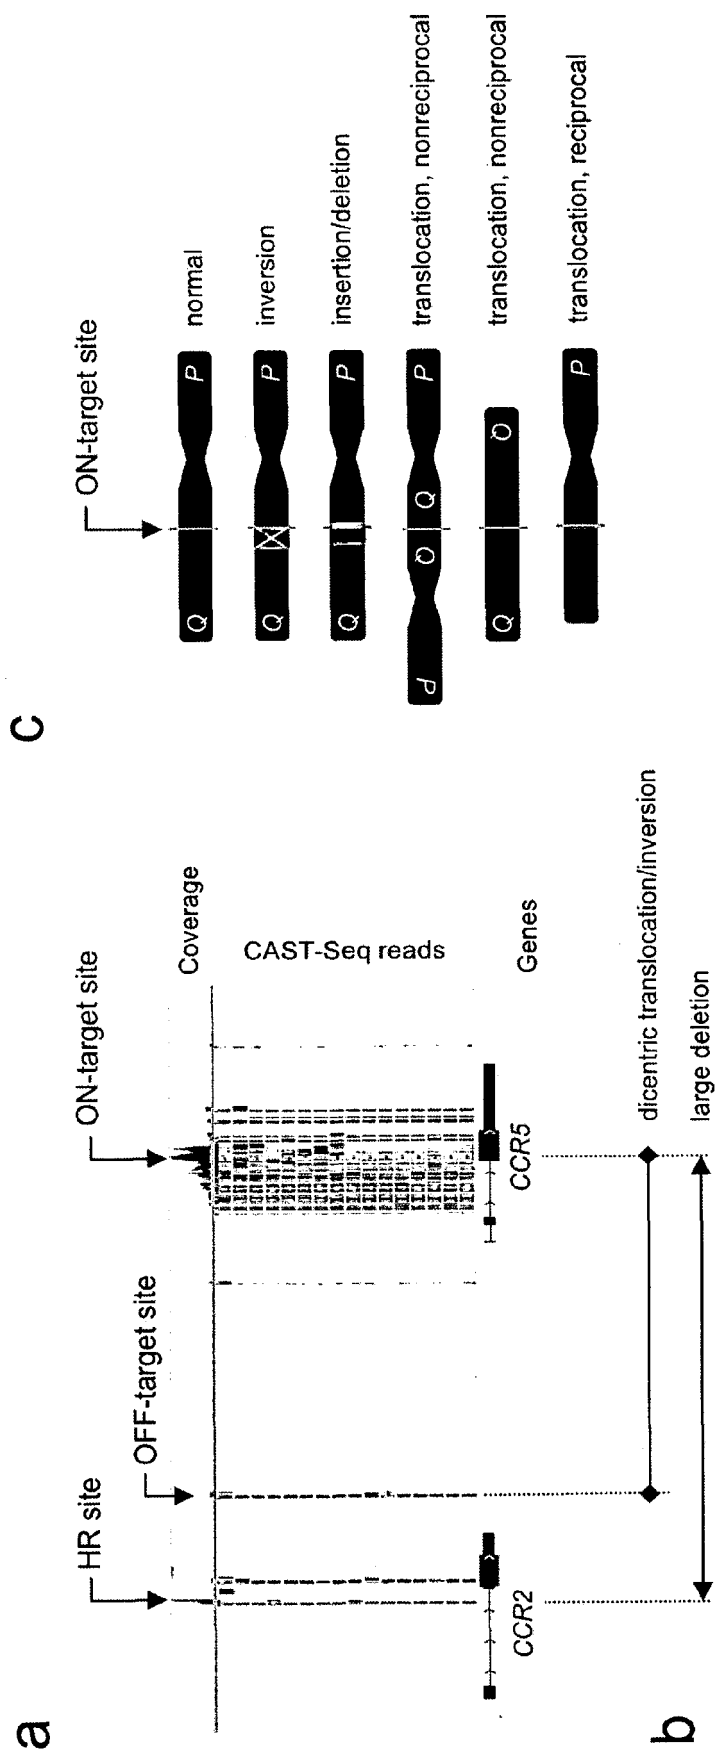 a
HR site
OFF-target site
ON-target site
Coverage
CAST-Seq reads
Genes
CCR2
CCR5
b
dicentric translocation/inversion
large deletion
c
ON-target site
Q P normal
Q P inversion
Q P insertion/deletion
P Q Q P translocation, nonreciprocal
Q Q translocation, nonreciprocal
P translocation, reciprocal